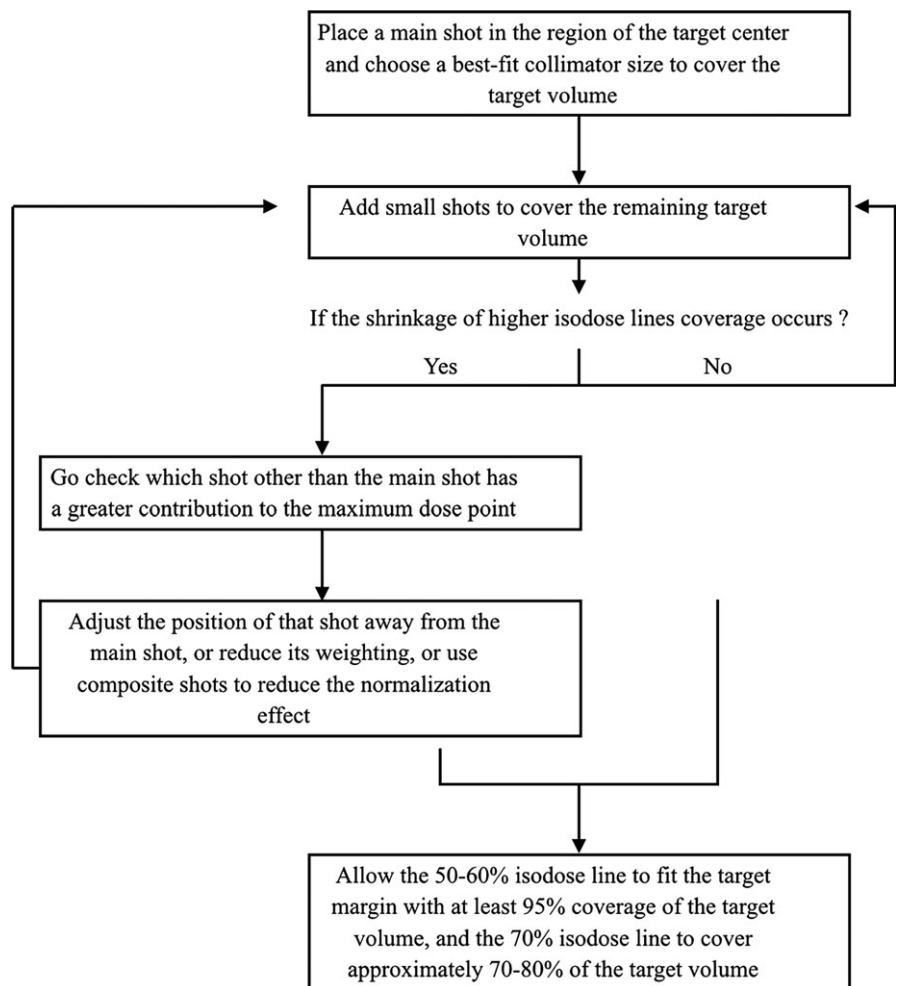 Place a main shot in the region of the target center
and choose a best-fit collimator size to cover the
target volume
Add small shots to cover the remaining target
volume
If the shrinkage of higher isodose lines coverage occurs ?
Yes
No
Go check which shot other than the main shot has
a greater contribution to the maximum dose point
Adjust the position of that shot away from the
main shot, or reduce its weighting, or use
composite shots to reduce the normalization
effect
Allow the 50-60% isodose line to fit the target
margin with at least 95% coverage of the target
volume, and the 70% isodose line to cover
approximately 70-80% of the target volume